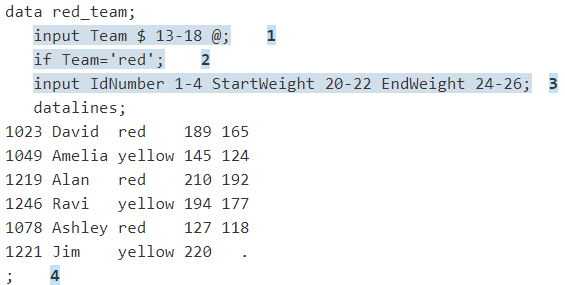 data red_team;
   input Team $ 13-18 @;    1
   if Team='red';    2
   input IdNumber 1-4 StartWeight 20-22 EndWeight 24-26;  3
   datalines;
1023 David  red    189 165
1049 Amelia yellow 145 124
1219 Alan   red    210 192
1246 Ravi   yellow 194 177
1078 Ashley red    127 118
1221 Jim    yellow 220   .
;    4